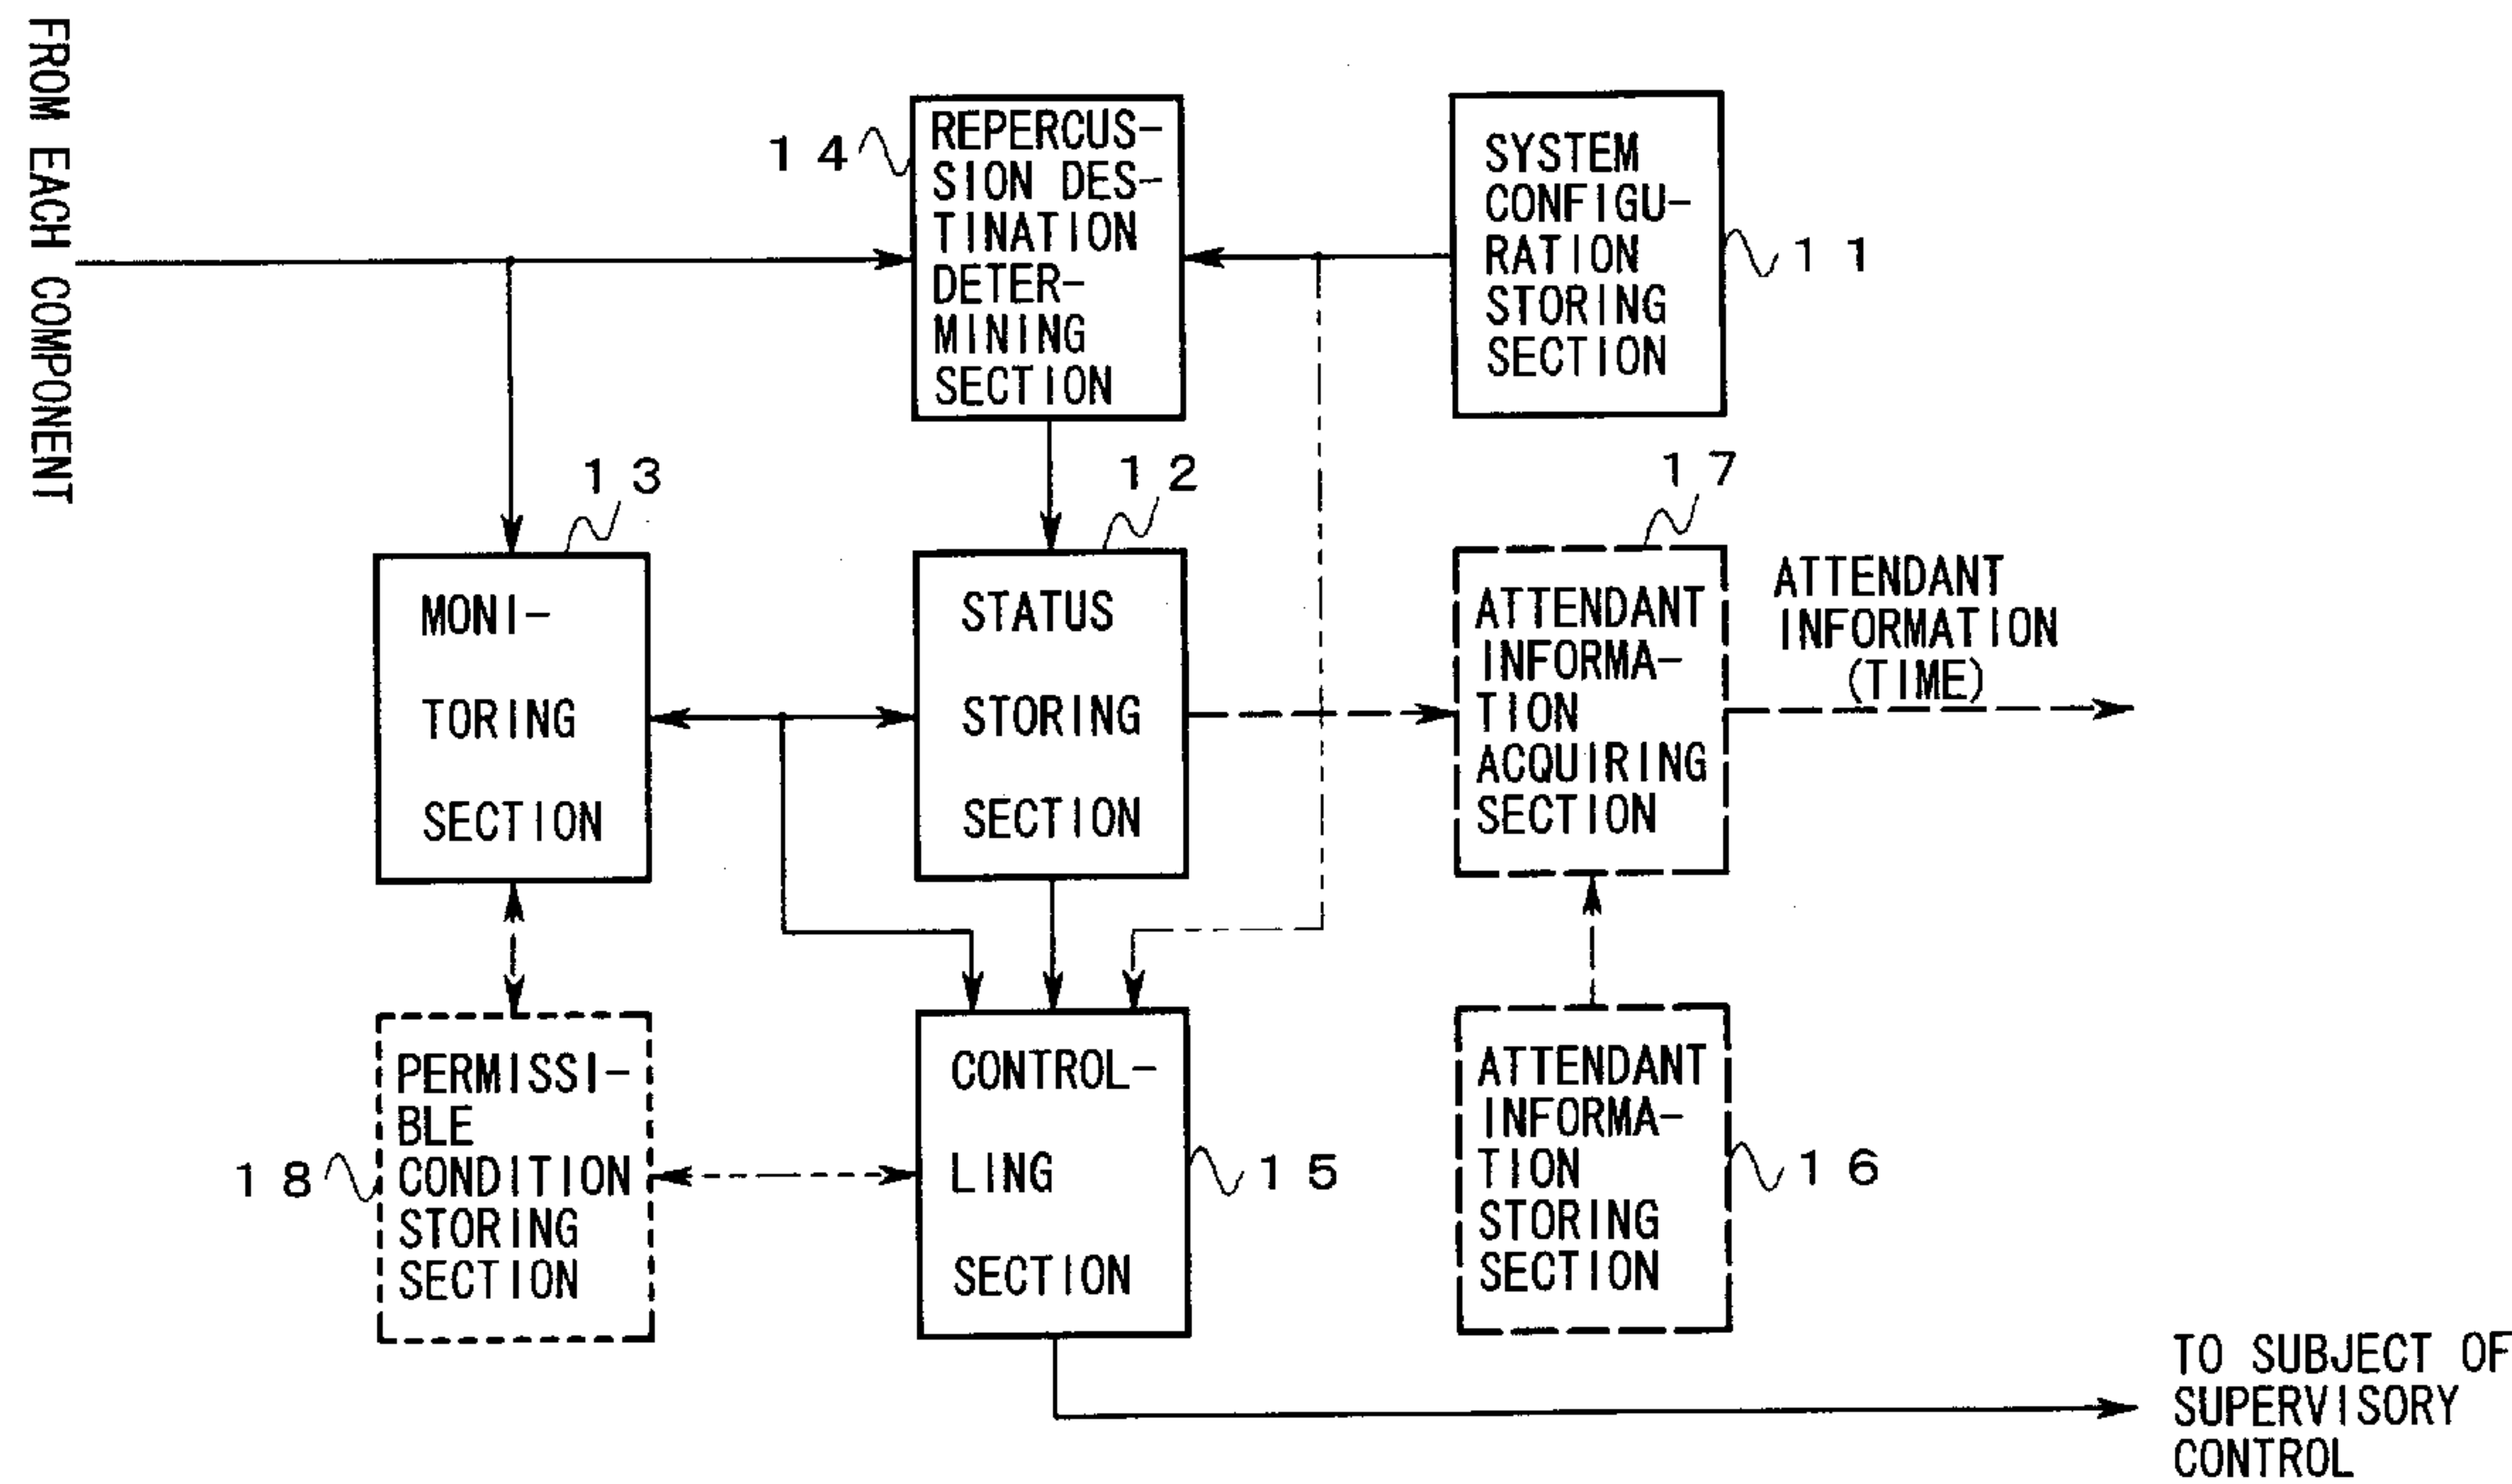 FROM EACH COMPONENT
14
REPERCUS-
SION DES-
TINATION
DETER-
MINING
SECTION
SYSTEM
CONFIGU-
RATION
STORING
SECTION
11
13
MONI-
TORING
SECTION
12
STATUS
STORING
SECTION
17
ATTENDANT
INFORMA-
TION
ACQUIRING
SECTION
ATTENDANT
INFORMATION
(TIME)
18
PERMISSI-
BLE
CONDITION
STORING
SECTION
CONTROL-
LING
SECTION
15
ATTENDANT
INFORMA-
TION
STORING
SECTION
16
TO SUBJECT OF
SUPERVISORY
CONTROL